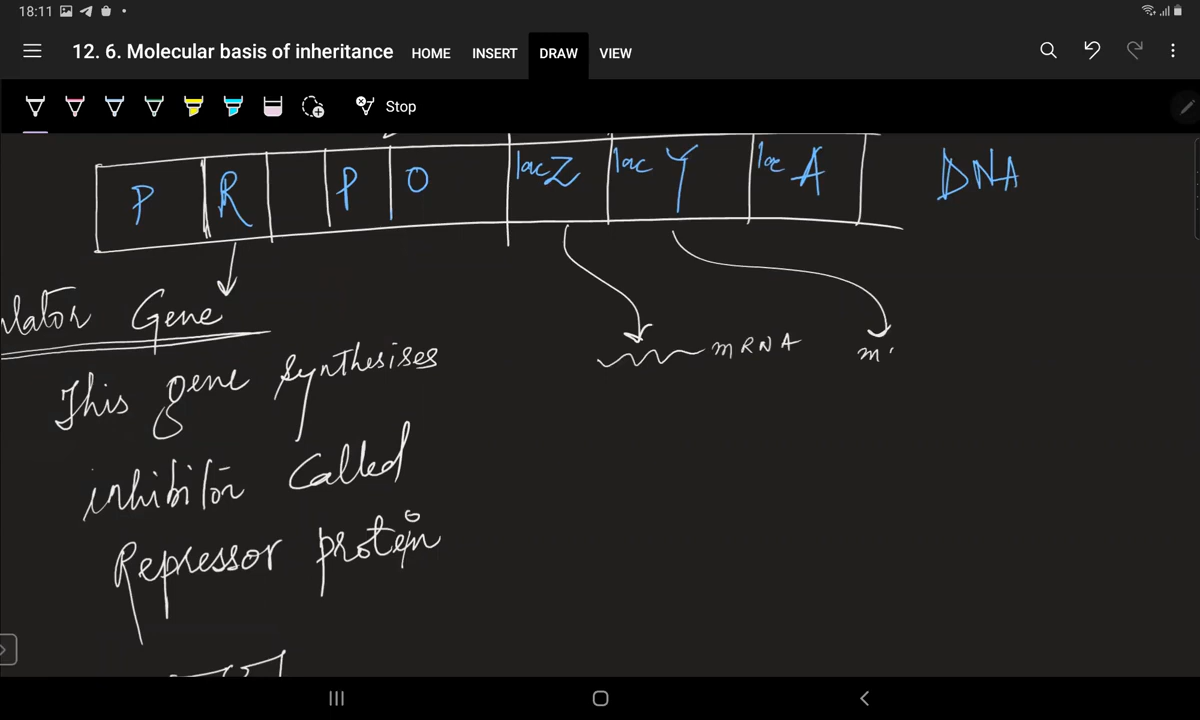 18:11
12. 6. Molecular basis of inheritance HOME INSERT DRAW VIEW
Stop
P R P O lacZ lac Y lac A DNA
lator Gene
mRNA m
This gene synthesises
inhibitor called
Repressor protein